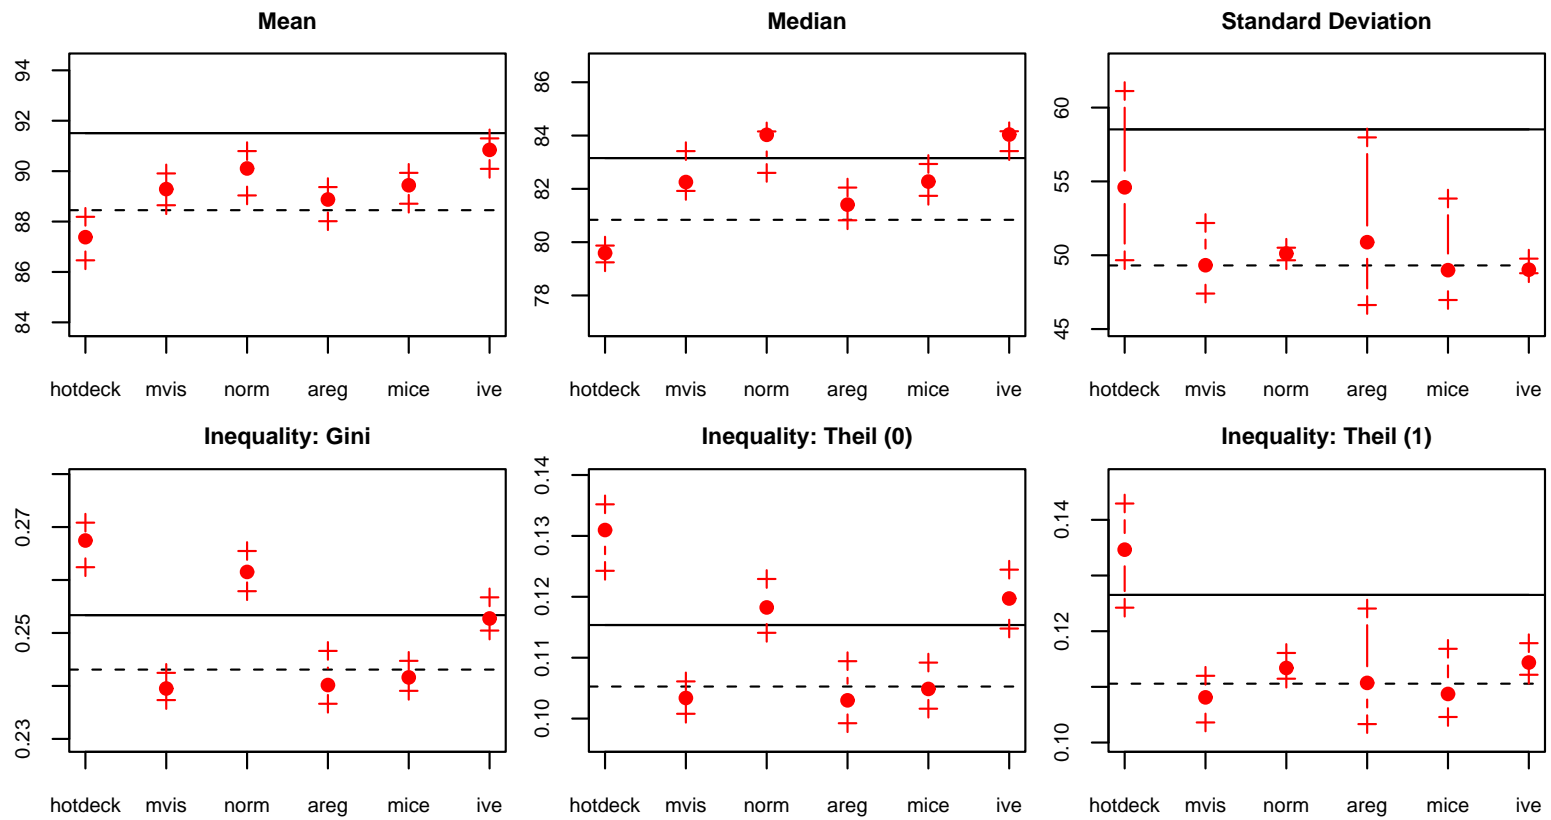 Mean
94
92
90
88
86
84
hotdeck mvis norm areg mice ive
Median
86
84
82
80
78
hotdeck mvis norm areg mice ive
Standard Deviation
60
55
50
45
hotdeck mvis norm areg mice ive
Inequality: Gini
0.27
0.25
0.23
hotdeck mvis norm areg mice ive
Inequality: Theil (0)
0.14
0.13
0.12
0.11
0.10
hotdeck mvis norm areg mice ive
Inequality: Theil (1)
0.14
0.12
0.10
hotdeck mvis norm areg mice ive